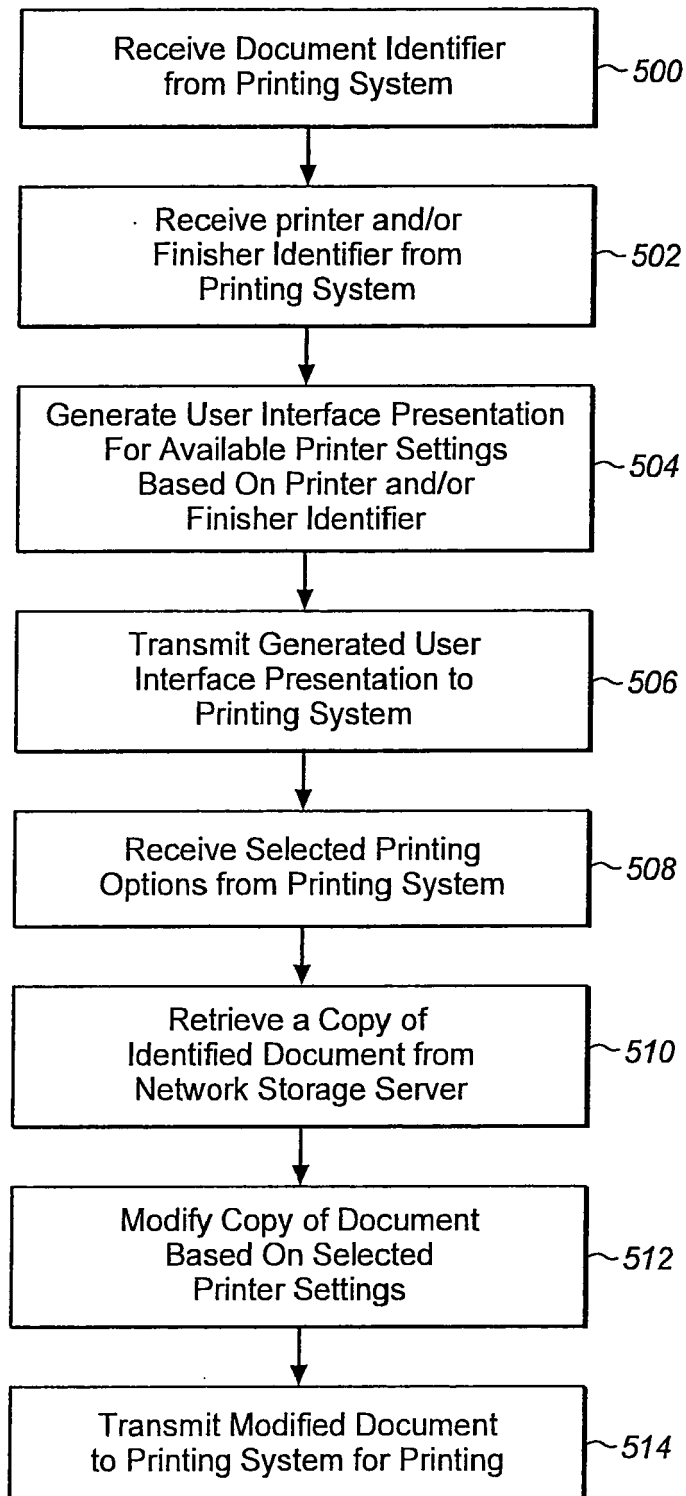 Receive Document Identifier
from Printing System
500
Receive printer and/or
Finisher Identifier from
Printing System
502
Generate User Interface Presentation
For Available Printer Settings
Based On Printer and/or
Finisher Identifier
504
Transmit Generated User
Interface Presentation to
Printing System
506
Receive Selected Printing
Options from Printing System
508
Retrieve a Copy of
Identified Document from
Network Storage Server
510
Modify Copy of Document
Based On Selected
Printer Settings
512
Transmit Modified Document
to Printing System for Printing
514